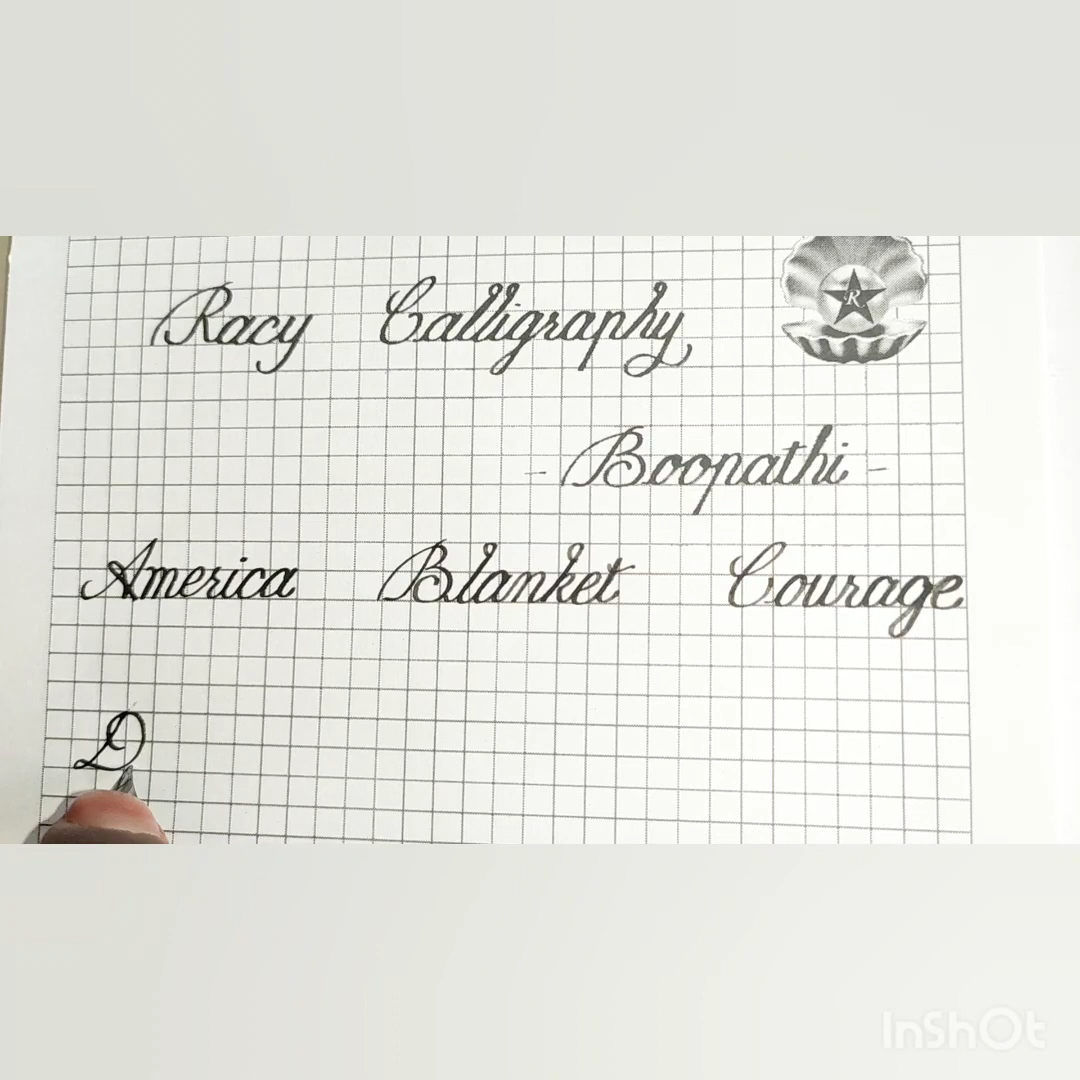 R
Racy Calligraphy
- Boopathi -
America Blanket Courage
D
InShOt